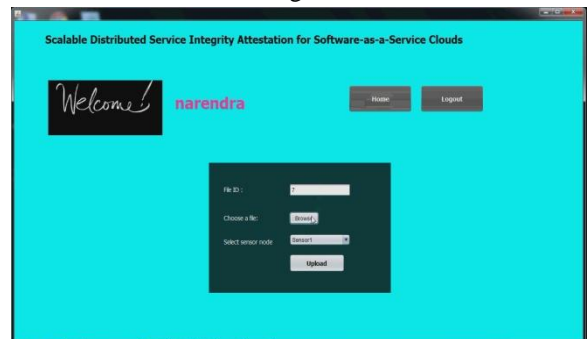 Scalable Distributed Service Integrity Attestation for Software-as-a-Service Clouds
Welcome!
narendra
Home
Logout
File ID :
7
Choose a file:
Browse
Select sensor node
Sensor1
Upload